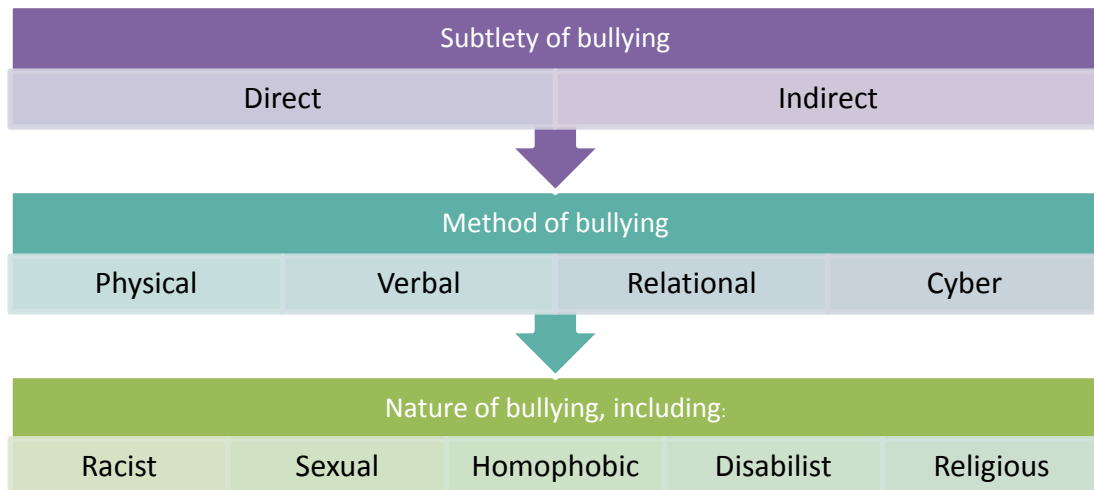 Subtlety of bullying
Direct Indirect
Method of bullying
Physical Verbal Relational Cyber
Nature of bullying, including:
Racist Sexual Homophobic Disabilist Religious